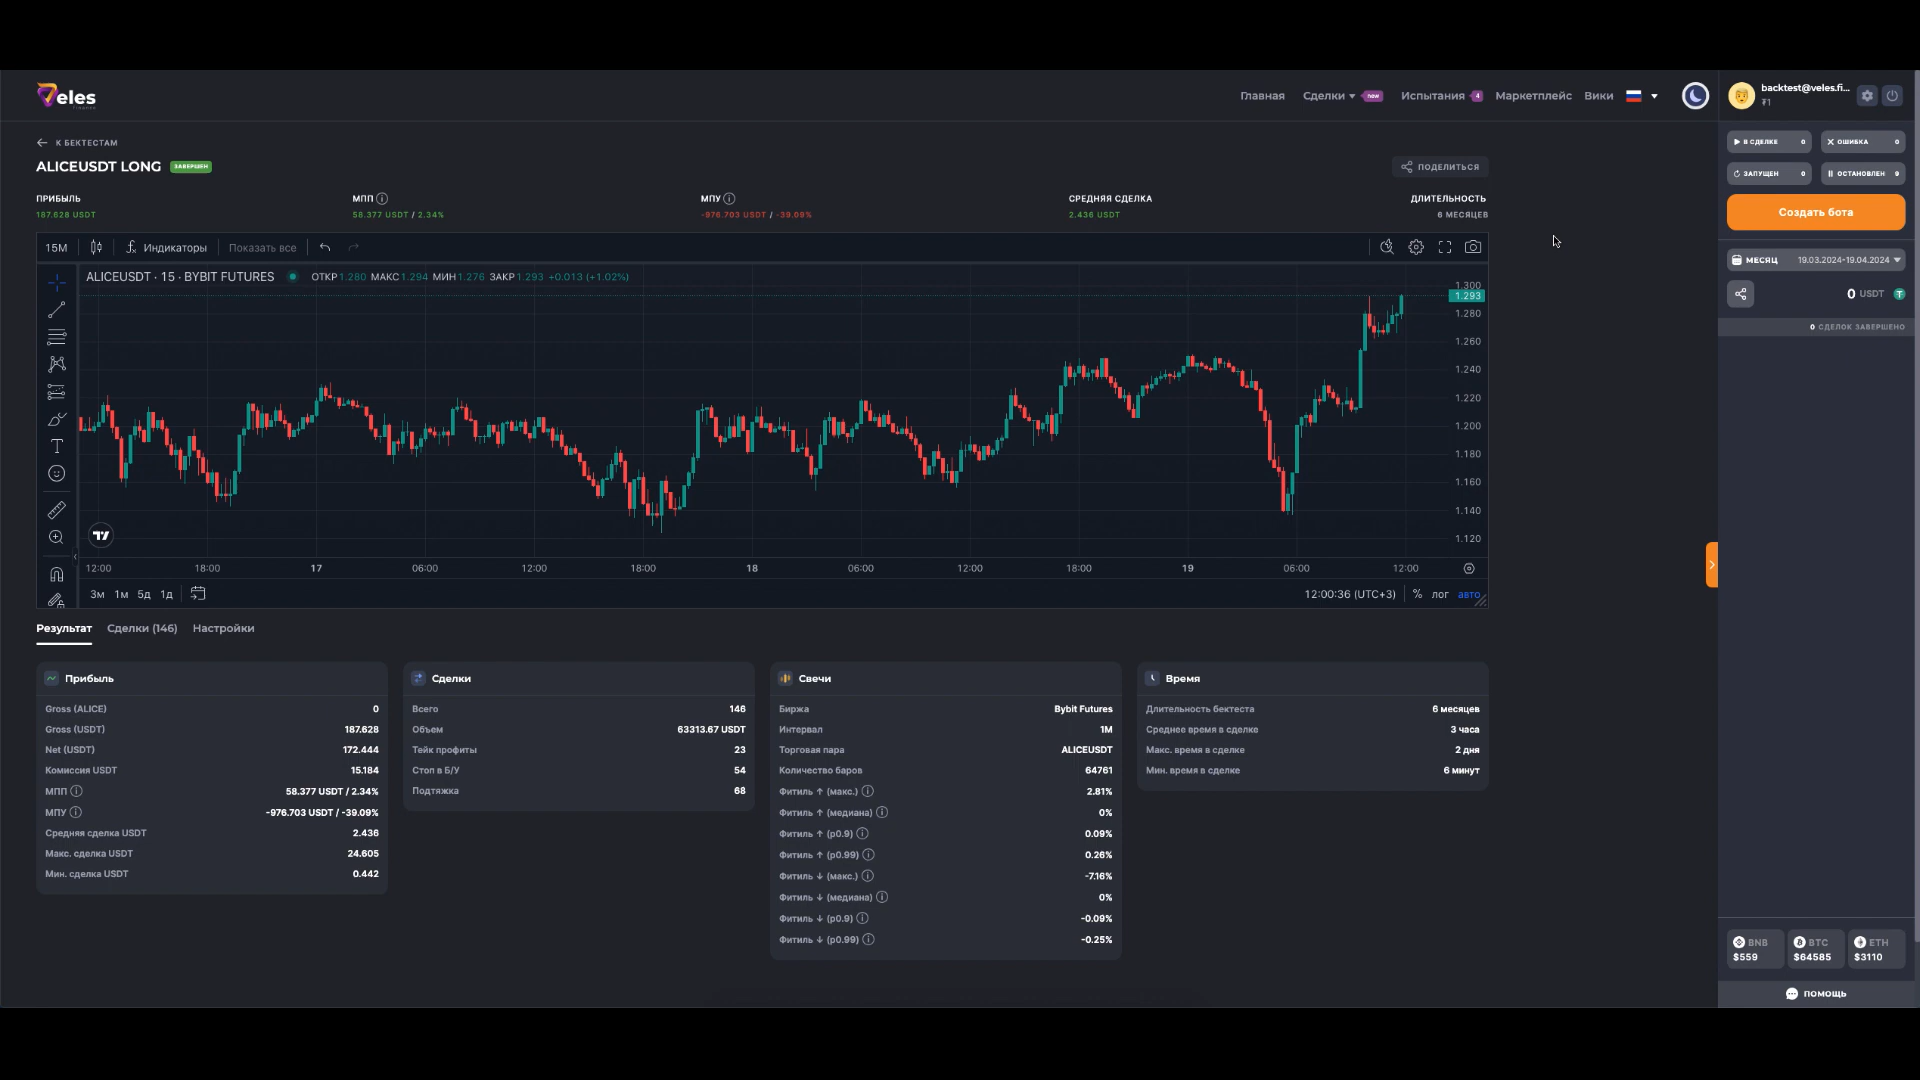 Veles
FINANCE
Главная
Сделки
new
Испытания
4
Маркетплейс
Вики
backtest@veles.fi...
₮1
К БЕКТЕСТАМ
ALICEUSDT LONG
ЗАВЕРШЕН
ПОДЕЛИТЬСЯ
ПРИБЫЛЬ
187.628 USDT
МПП
58.377 USDT / 2.34%
МПУ
-976.703 USDT / -39.09%
СРЕДНЯЯ СДЕЛКА
2.436 USDT
ДЛИТЕЛЬНОСТЬ
6 МЕСЯЦЕВ
15М
Индикаторы
Показать все
ALICEUSDT · 15 · BYBIT FUTURES
ОТКР 1.280 МАКС 1.294 МИН 1.276 ЗАКР 1.293 +0.013 (+1.02%)
1.300
1.293
1.280
1.260
1.240
1.220
1.200
1.180
1.160
1.140
1.120
12:00
18:00
17
06:00
12:00
18:00
18
06:00
12:00
18:00
19
06:00
12:00
3м
1м
5д
1д
12:00:36 (UTC+3)
%
лог
авто
Результат
Сделки (146)
Настройки
Прибыль
Gross (ALICE) 0
Gross (USDT) 187.628
Net (USDT) 172.444
Комиссия USDT 15.184
МПП 58.377 USDT / 2.34%
МПУ -976.703 USDT / -39.09%
Средняя сделка USDT 2.436
Макс. сделка USDT 24.605
Мин. сделка USDT 0.442
Сделки
Всего 146
Объем 63313.67 USDT
Тейк профиты 23
Стоп в Б/У 54
Подтяжка 68
Свечи
Биржа Bybit Futures
Интервал 1M
Торговая пара ALICEUSDT
Количество баров 64761
Фитиль ↑ (макс.) 2.81%
Фитиль ↑ (медиана) 0%
Фитиль ↑ (p0.9) 0.09%
Фитиль ↑ (p0.99) 0.26%
Фитиль ↓ (макс.) -7.16%
Фитиль ↓ (медиана) 0%
Фитиль ↓ (p0.9) -0.09%
Фитиль ↓ (p0.99) -0.25%
Время
Длительность бектеста 6 месяцев
Среднее время в сделке 3 часа
Макс. время в сделке 2 дня
Мин. время в сделке 6 минут
В СДЕЛКЕ 0
ОШИБКА 0
ЗАПУЩЕН 0
ОСТАНОВЛЕН 9
Создать бота
МЕСЯЦ 19.03.2024-19.04.2024
0 USDT
0 СДЕЛОК ЗАВЕРШЕНО
BNB
$559
BTC
$64585
ETH
$3110
ПОМОЩЬ